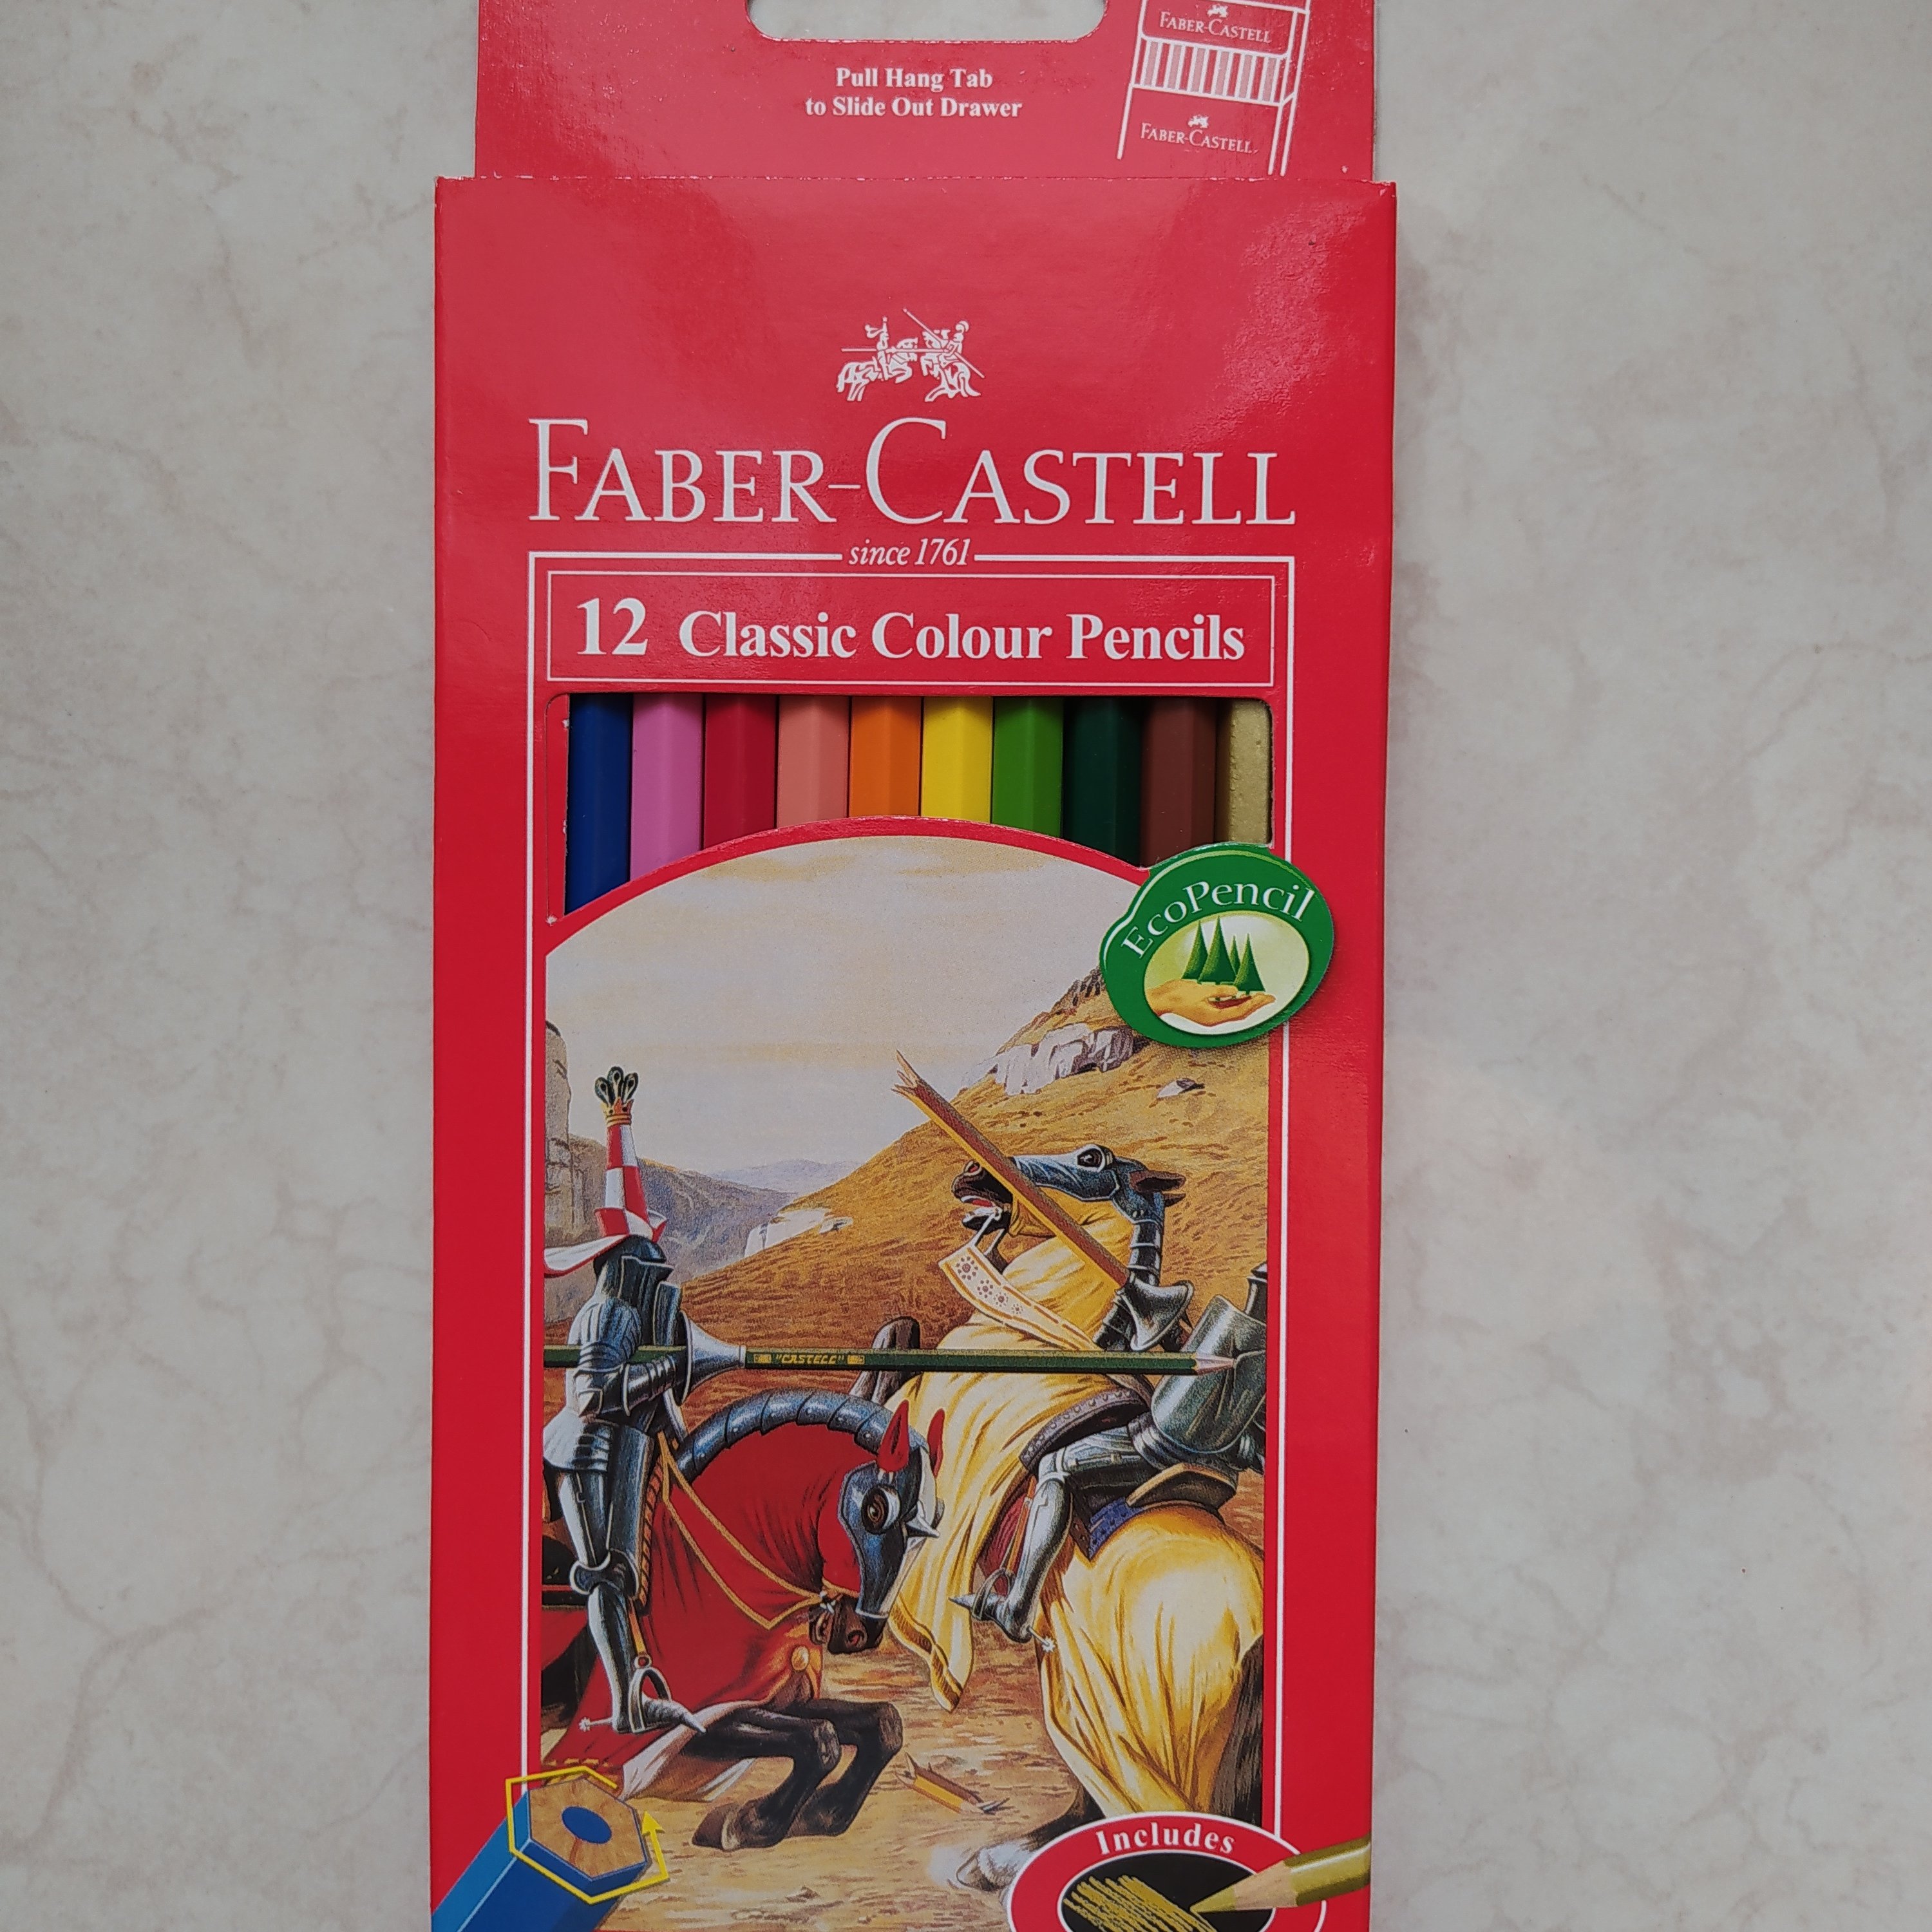 FABER-CASTELL
FABER-CASTELL
Pull Hang Tab
to Slide Out Drawer
FABER-CASTELL
since 1761
12 Classic Colour Pencils
EcoPencil
"CASTELL"
Includes